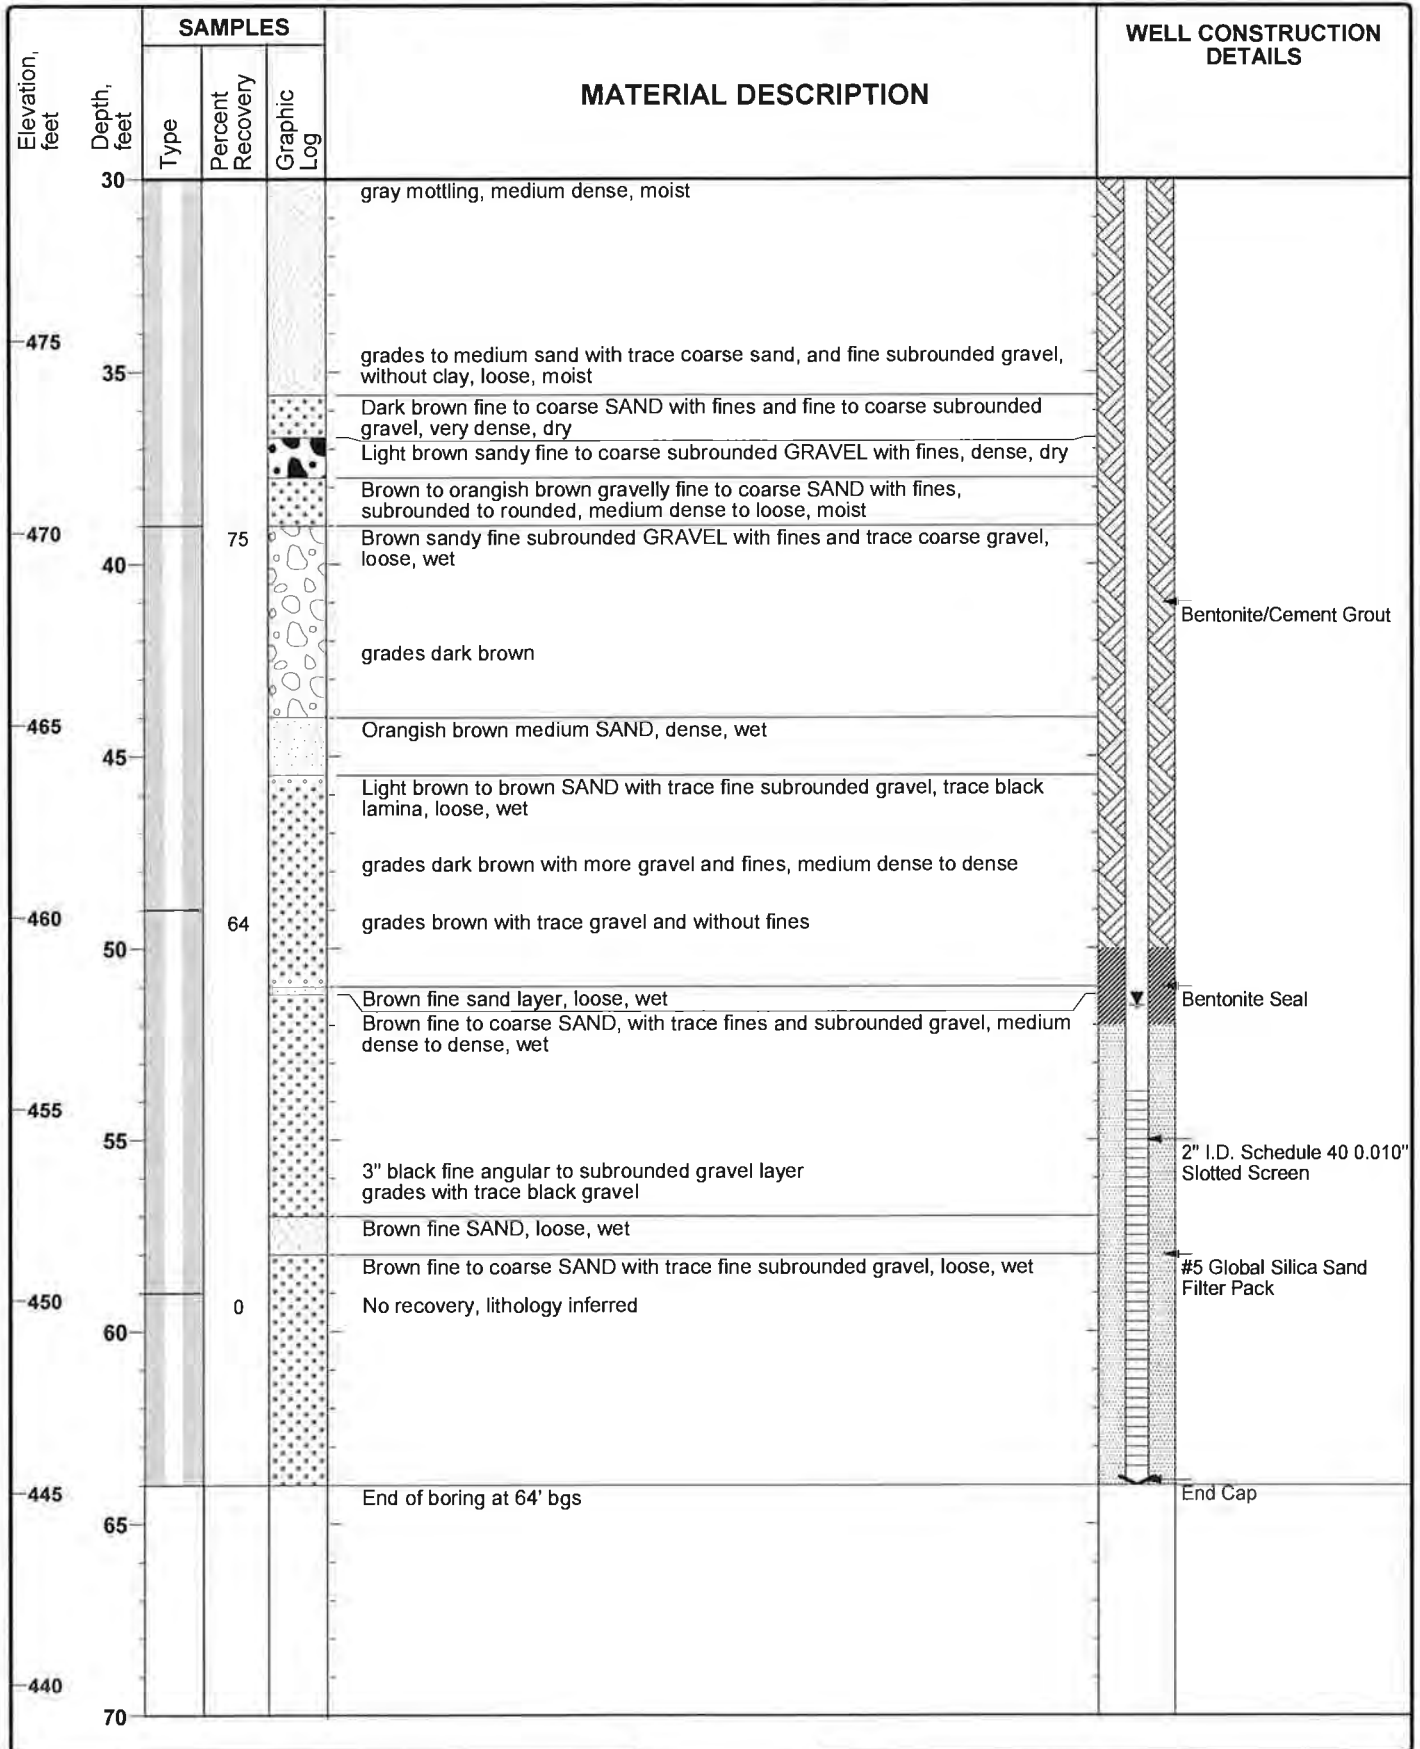 SAMPLES
Elevation,
feet
Depth,
feet
Type
Percent
Recovery
Graphic
Log
MATERIAL DESCRIPTION
WELL CONSTRUCTION
DETAILS
30
gray mottling, medium dense, moist
475
grades to medium sand with trace coarse sand, and fine subrounded gravel,
without clay, loose, moist
35
Dark brown fine to coarse SAND with fines and fine to coarse subrounded
gravel, very dense, dry
Light brown sandy fine to coarse subrounded GRAVEL with fines, dense, dry
Brown to orangish brown gravelly fine to coarse SAND with fines,
subrounded to rounded, medium dense to loose, moist
470
75
Brown sandy fine subrounded GRAVEL with fines and trace coarse gravel,
loose, wet
40
Bentonite/Cement Grout
grades dark brown
465
Orangish brown medium SAND, dense, wet
45
Light brown to brown SAND with trace fine subrounded gravel, trace black
lamina, loose, wet
grades dark brown with more gravel and fines, medium dense to dense
460
64
grades brown with trace gravel and without fines
50
Brown fine sand layer, loose, wet
Bentonite Seal
Brown fine to coarse SAND, with trace fines and subrounded gravel, medium
dense to dense, wet
455
55
2" I.D. Schedule 40 0.010"
Slotted Screen
3" black fine angular to subrounded gravel layer
grades with trace black gravel
Brown fine SAND, loose, wet
Brown fine to coarse SAND with trace fine subrounded gravel, loose, wet
#5 Global Silica Sand
Filter Pack
450
0
No recovery, lithology inferred
60
445
End of boring at 64' bgs
End Cap
65
440
70